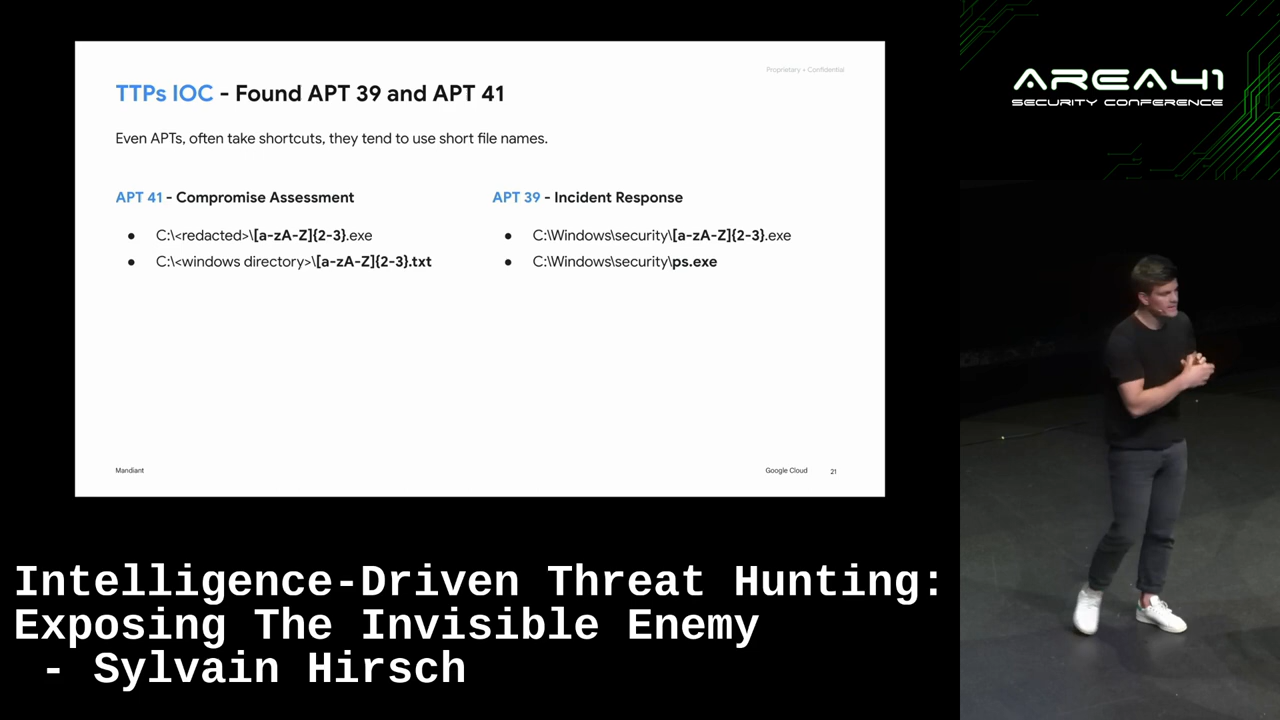 Proprietary + Confidential
TTPs IOC - Found APT 39 and APT 41
Even APTs, often take shortcuts, they tend to use short file names.
APT 41 - Compromise Assessment
● C:\<redacted>\[a-zA-Z]{2-3}.exe
● C:\<windows directory>\[a-zA-Z]{2-3}.txt
APT 39 - Incident Response
● C:\Windows\security\[a-zA-Z]{2-3}.exe
● C:\Windows\security\ps.exe
Mandiant
Google Cloud 21
AREA41
SECURITY CONFERENCE
Intelligence-Driven Threat Hunting:
Exposing The Invisible Enemy
- Sylvain Hirsch